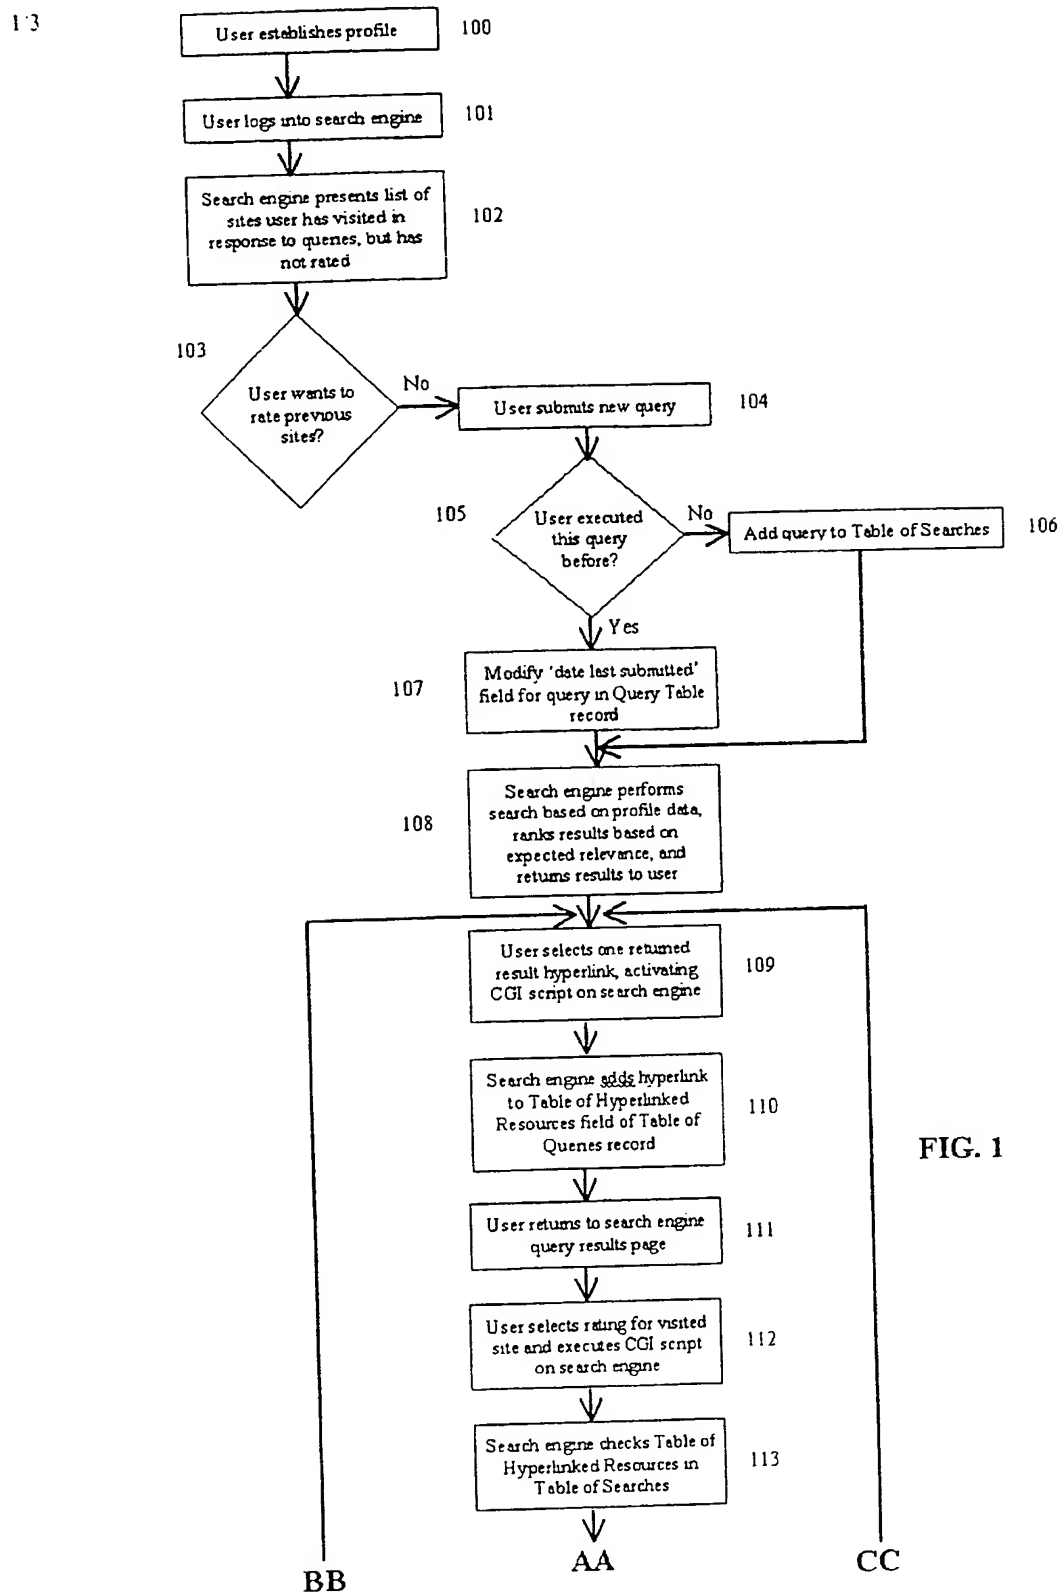 1/3
User establishes profile
100
User logs into search engine
101
Search engine presents list of
sites user has visited in
response to queries, but has
not rated
102
103
User wants to
rate previous
sites?
No
User submits new query
104
105
User executed
this query
before?
No
Add query to Table of Searches
106
Yes
107
Modify 'date last submitted'
field for query in Query Table
record
108
Search engine performs
search based on profile data,
ranks results based on
expected relevance, and
returns results to user
User selects one returned
result hyperlink, activating
CGI script on search engine
109
Search engine adds hyperlink
to Table of Hyperlinked
Resources field of Table of
Queries record
110
FIG. 1
User returns to search engine
query results page
111
User selects rating for visited
site and executes CGI script
on search engine
112
Search engine checks Table of
Hyperlinked Resources in
Table of Searches
113
BB
AA
CC